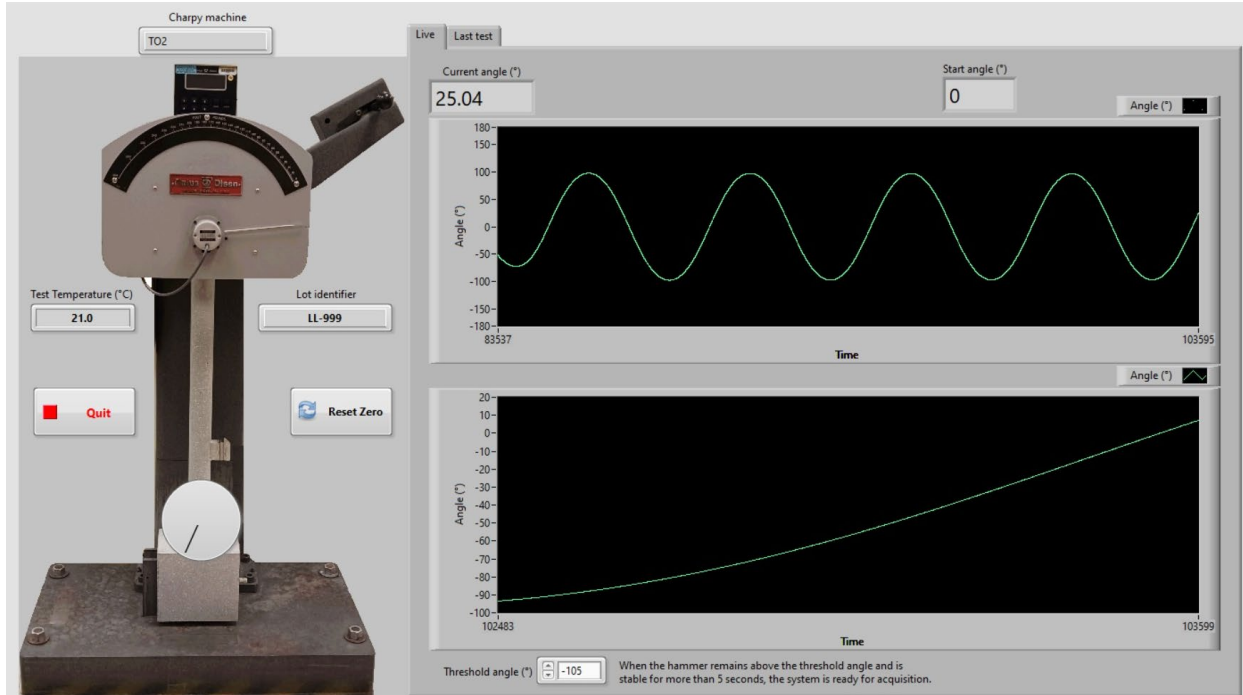 Charpy machine
TO2
Live
Last test
Current angle (°)
25.04
Start angle (°)
0
Angle (°)
180
150
100
50
0
-50
-100
-150
-180
Angle (°)
83537
103595
Time
Test Temperature (°C)
21.0
Lot identifier
LL-999
Quit
Reset Zero
Angle (°)
20
10
0
-10
-20
-30
-40
-50
-60
-70
-80
-90
-100
Angle (°)
102483
103599
Time
Threshold angle (°)
-105
When the hammer remains above the threshold angle and is
stable for more than 5 seconds, the system is ready for acquisition.